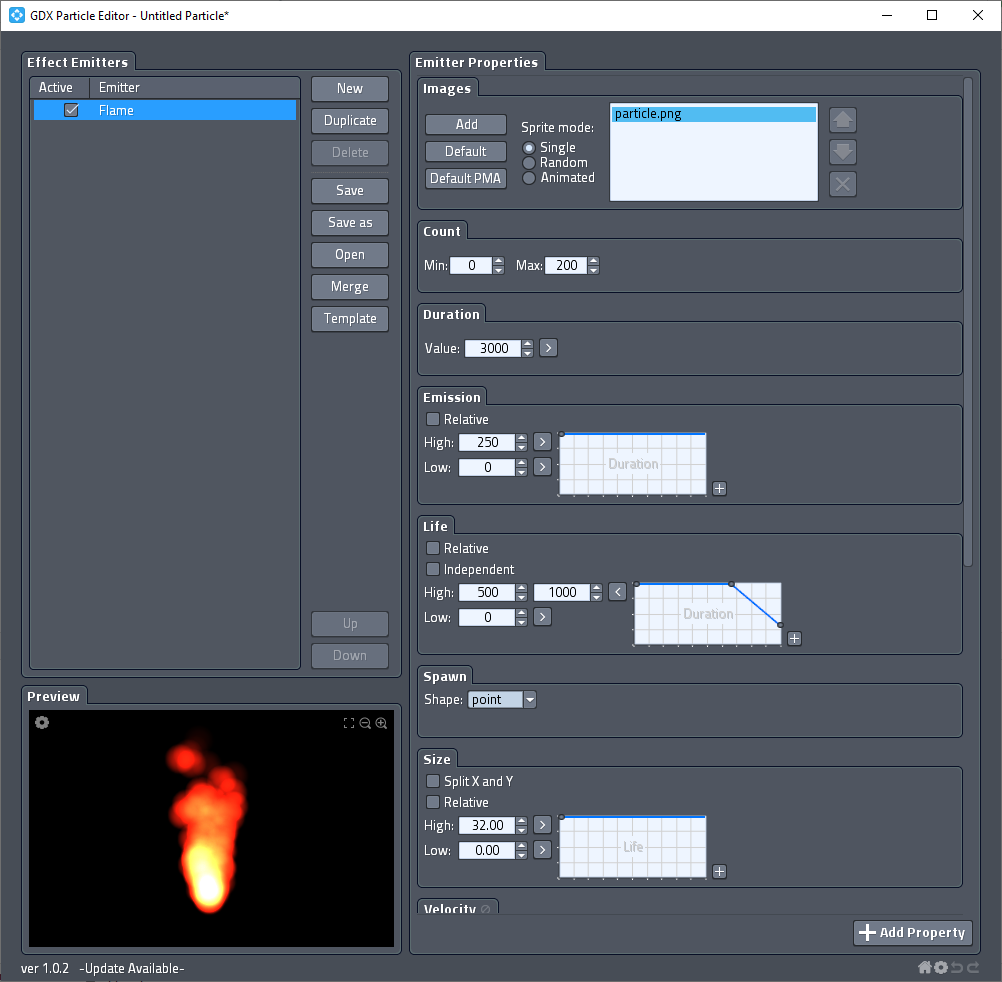 GDX Particle Editor - Untitled Particle*
Effect Emitters
Active Emitter
Flame
New
Duplicate
Delete
Save
Save as
Open
Merge
Template
Up
Down
Preview
Emitter Properties
Images
Add
Default
Default PMA
Sprite mode:
Single
Random
Animated
particle.png
Count
Min: 0 Max: 200
Duration
Value: 3000 >
Emission
Relative
High: 250 >
Low: 0 >
Duration
Life
Relative
Independent
High: 500 1000 <
Low: 0 >
Duration
Spawn
Shape: point
Size
Split X and Y
Relative
High: 32.00 >
Low: 0.00 >
Life
Velocity
Add Property
ver 1.0.2 -Update Available-